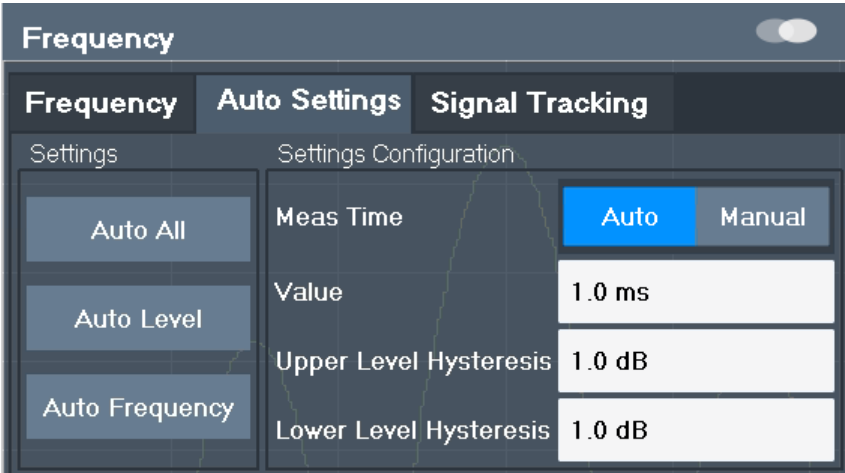 Frequency
Frequency Auto Settings Signal Tracking
Settings Settings Configuration
Auto All
Meas Time Auto Manual
Value 1.0 ms
Auto Level
Upper Level Hysteresis 1.0 dB
Auto Frequency
Lower Level Hysteresis 1.0 dB